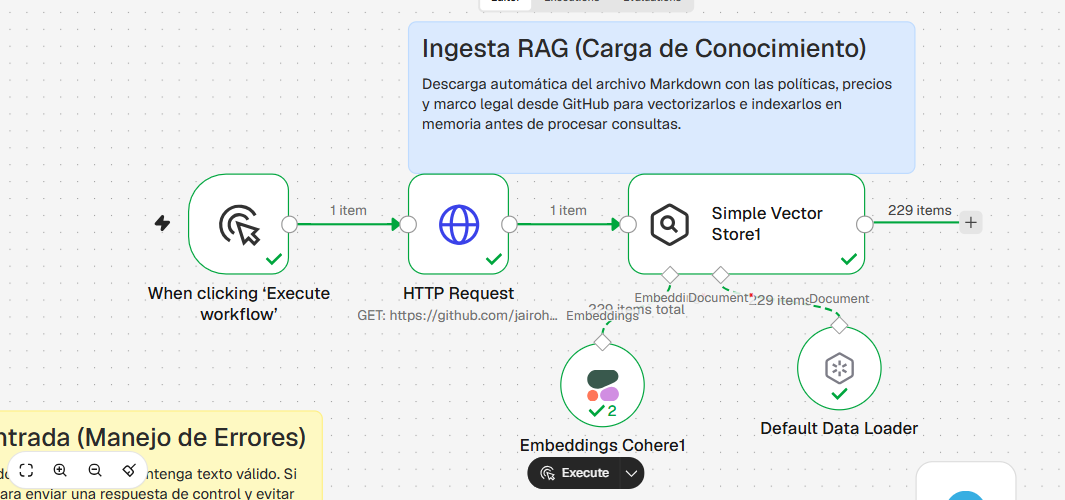 Ingesta RAG (Carga de Conocimiento)
Descarga automática del archivo Markdown con las políticas, precios
y marco legal desde GitHub para vectorizarlos e indexarlos en
memoria antes de procesar consultas.
1 item
1 item
229 items
Simple Vector
Store1
When clicking ‘Execute
workflow’
HTTP Request
GET: https://github.com/jairoh...
Document*
229 items
Document
229 items total
Embeddings
2
Embeddings Cohere1
Default Data Loader
ntrada (Manejo de Errores)
ntenga texto válido. Si
ara enviar una respuesta de control y evitar
Execute